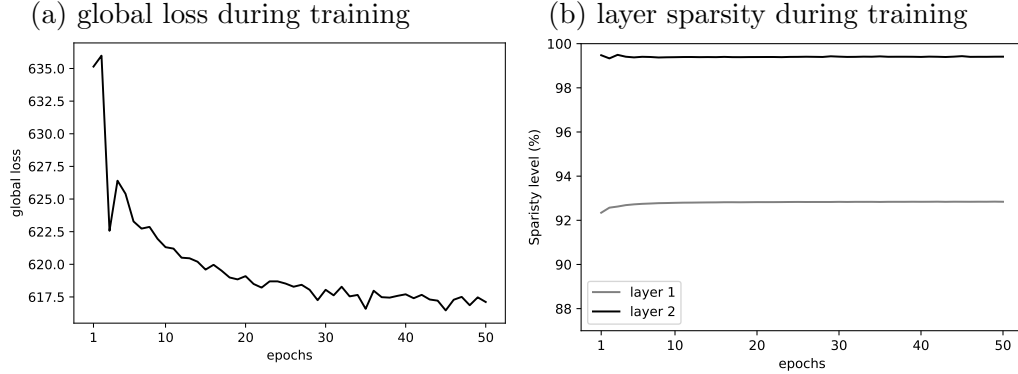 (a) global loss during training
635.0
632.5
630.0
627.5
625.0
622.5
620.0
617.5
global loss
1 10 20 30 40 50
epochs
(b) layer sparsity during training
100
98
96
94
92
90
88
Sparisty level (%)
layer 1
layer 2
1 10 20 30 40 50
epochs